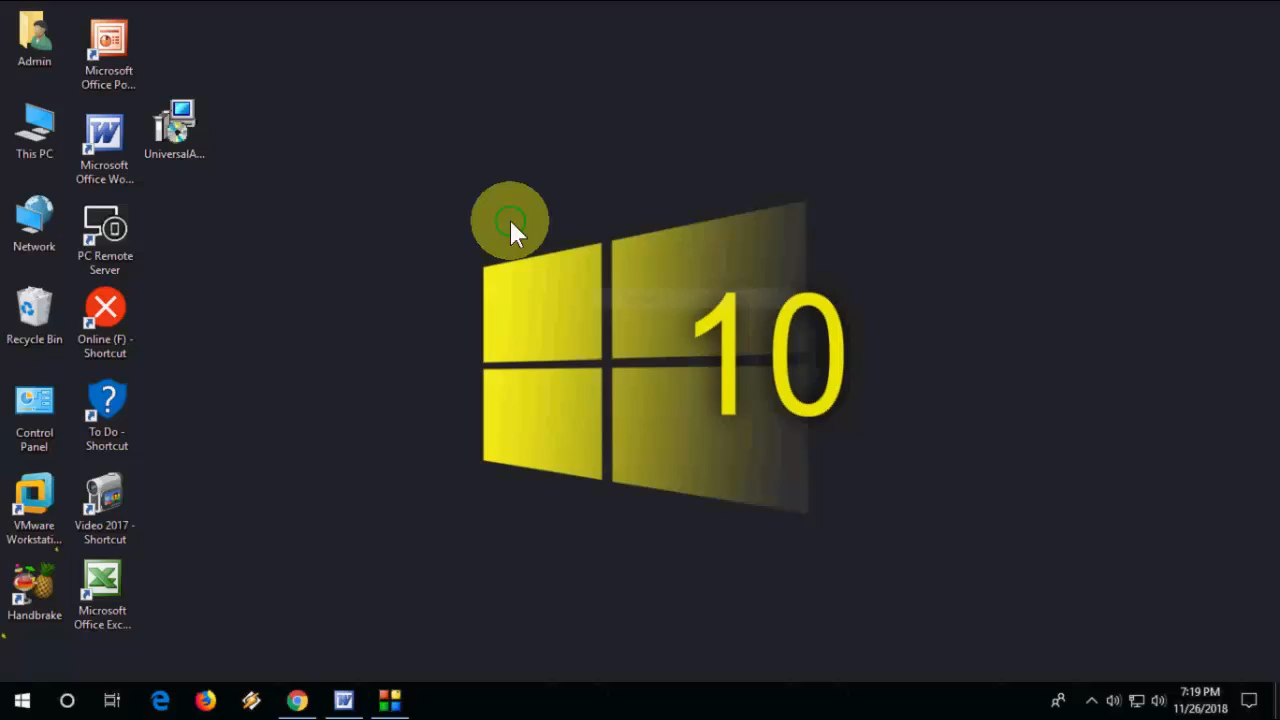 Admin
Microsoft
Office Po...
This PC
Microsoft
Office Wo...
UniversalA...
Network
PC Remote
Server
Recycle Bin
Online (F) -
Shortcut
Control
Panel
To Do -
Shortcut
VMware
Workstati...
Video 2017 -
Shortcut
Handbrake
Microsoft
Office Exc...
10
7:19 PM
11/26/2018